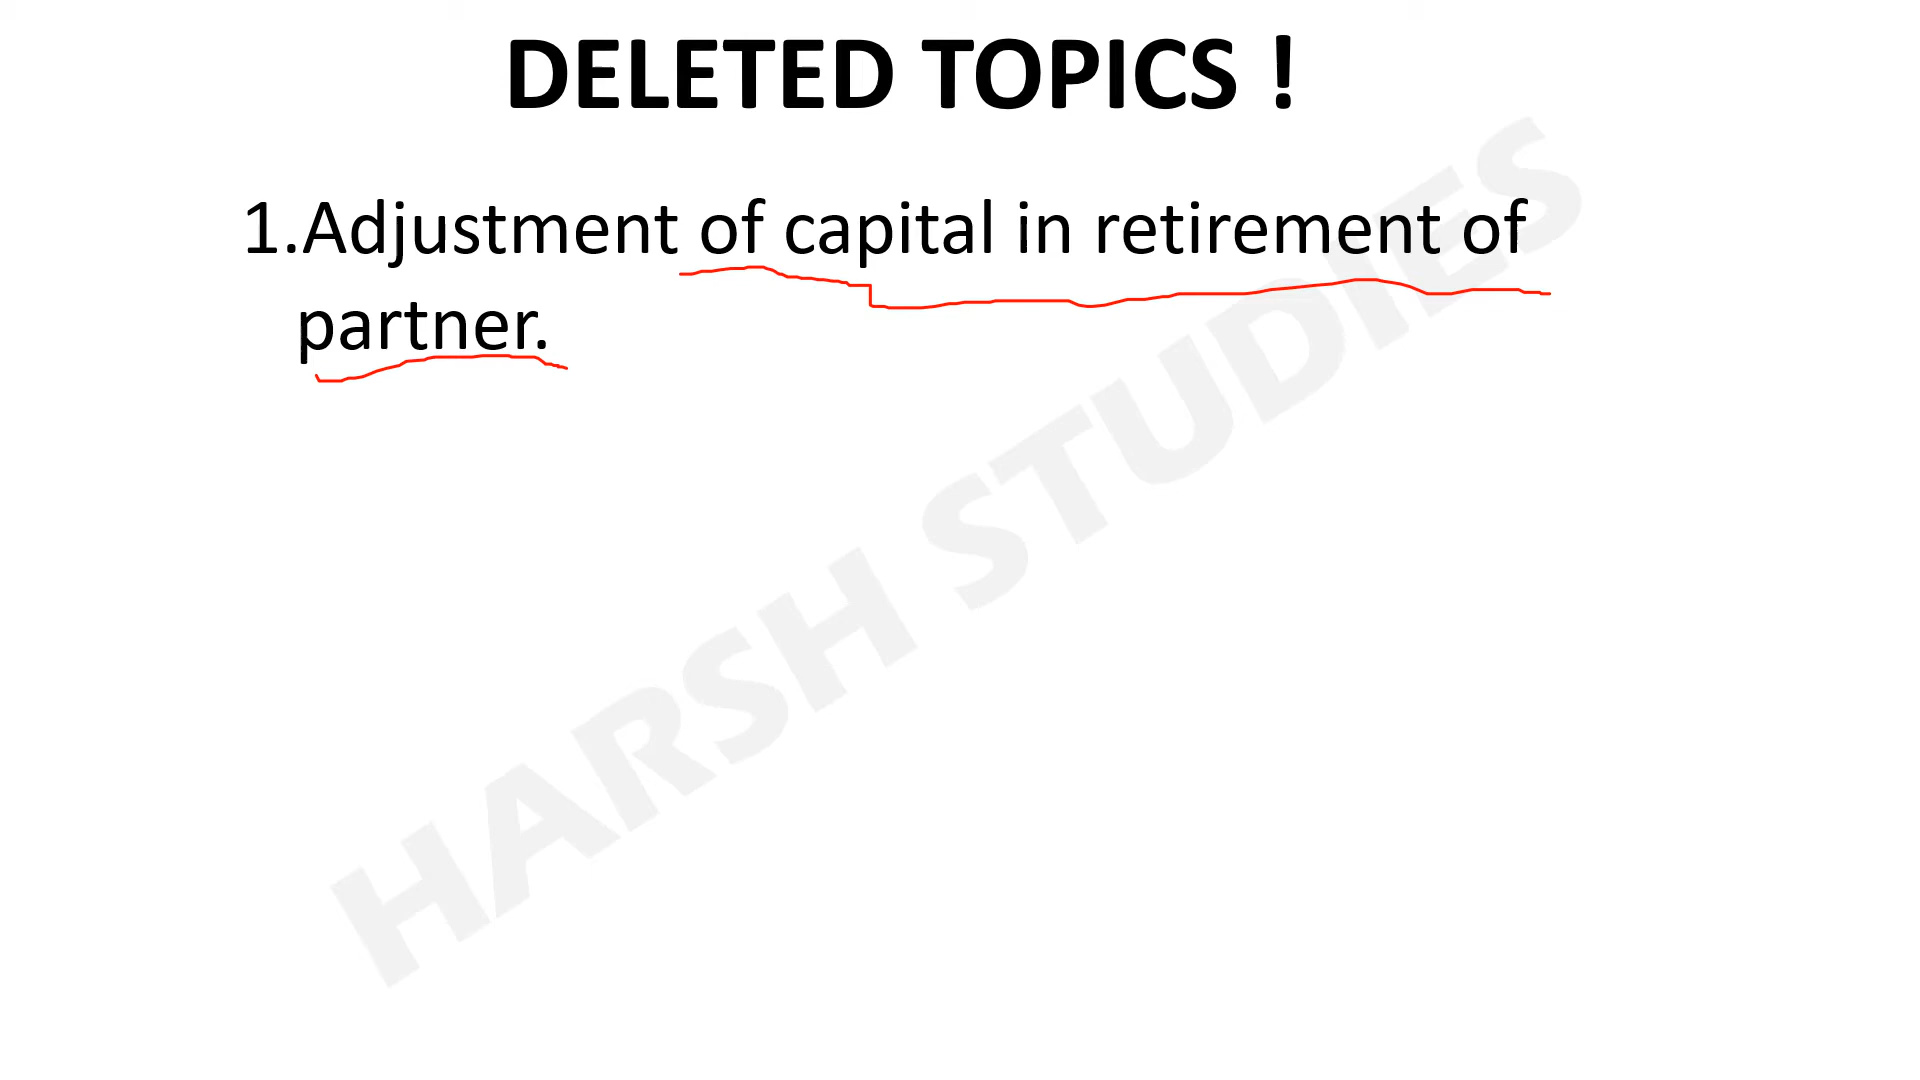 DELETED TOPICS !
1.Adjustment of capital in retirement of
partner.
HARSH STUDIES